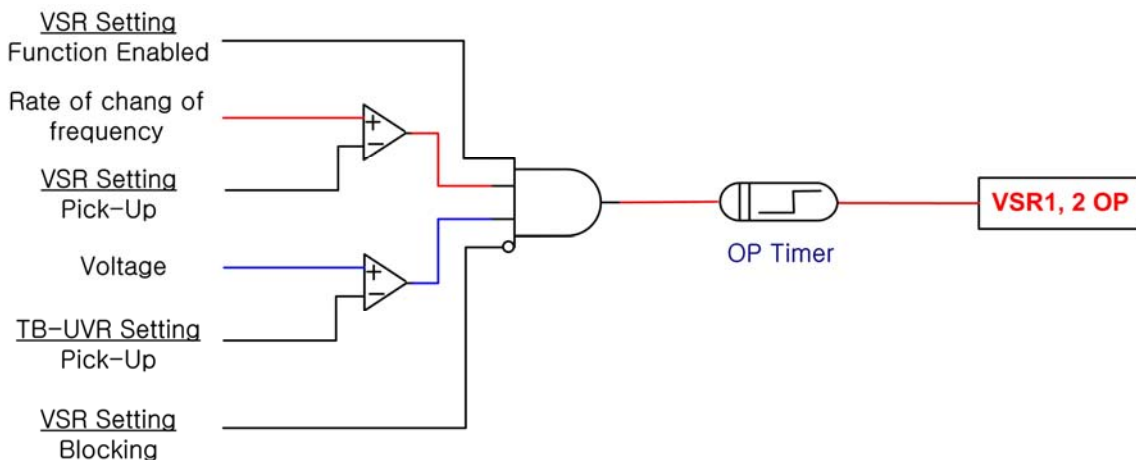 VSR Setting
Function Enabled
Rate of chang of
frequency
VSR Setting
Pick-Up
Voltage
TB-UVR Setting
Pick-Up
VSR Setting
Blocking
+
−
+
−
OP Timer
VSR1, 2 OP